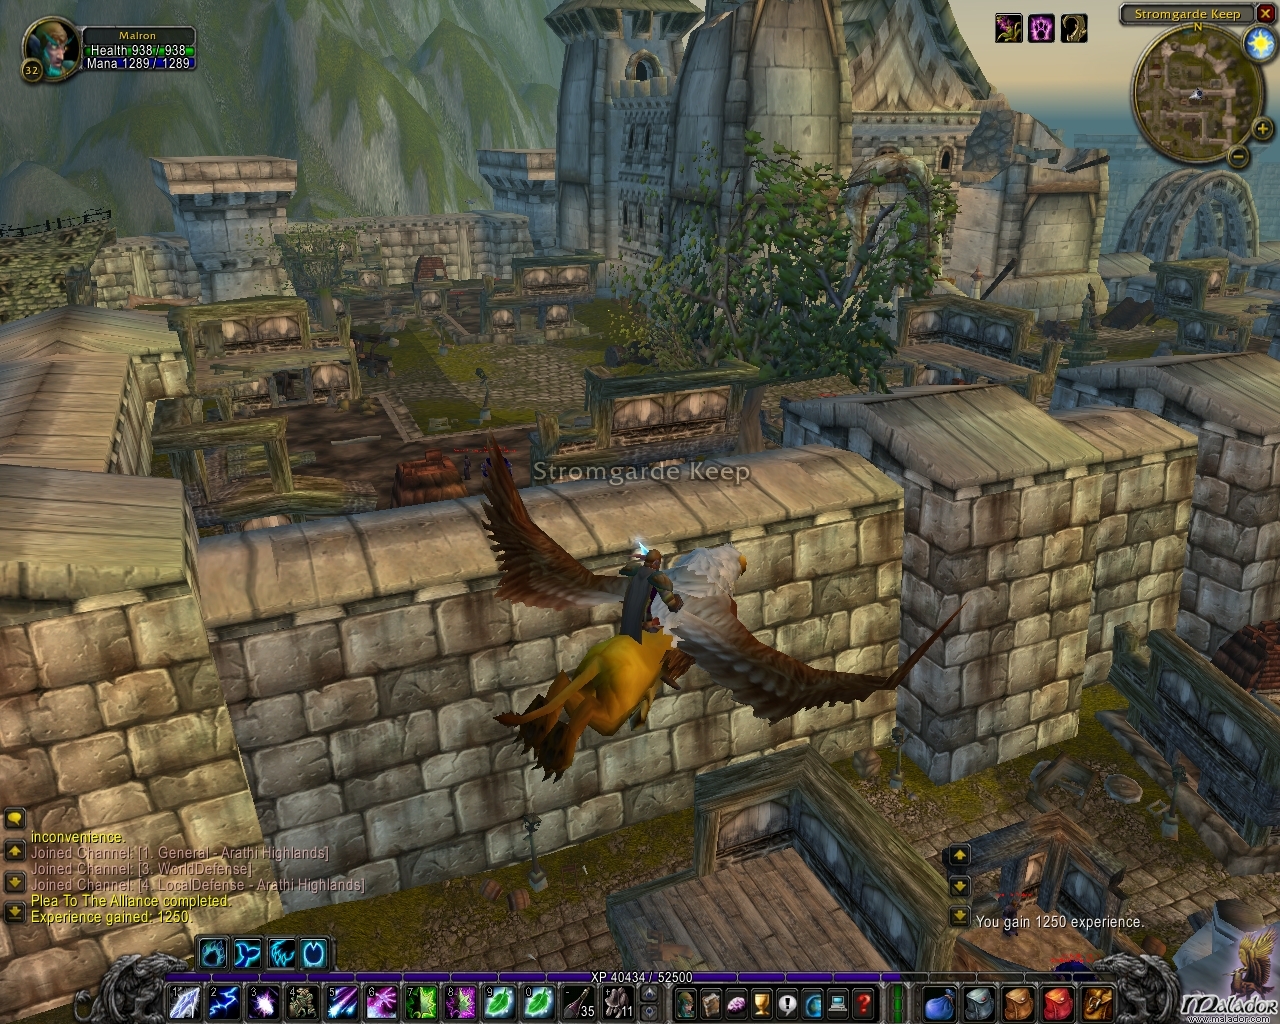 Malron
Health 938 / 938
Mana 1289 / 1289
32
Stromgarde Keep
N
Stromgarde Keep
inconvenience.
Joined Channel: [1. General - Arathi Highlands]
Joined Channel: [3. WorldDefense]
Joined Channel: [4. LocalDefense - Arathi Highlands]
Plea To The Alliance completed.
Experience gained: 1250.
You gain 1250 experience.
XP 40434 / 52500
1 2 3 4 5 6 7 8 9 0
35
11
Malador
www.malador.com